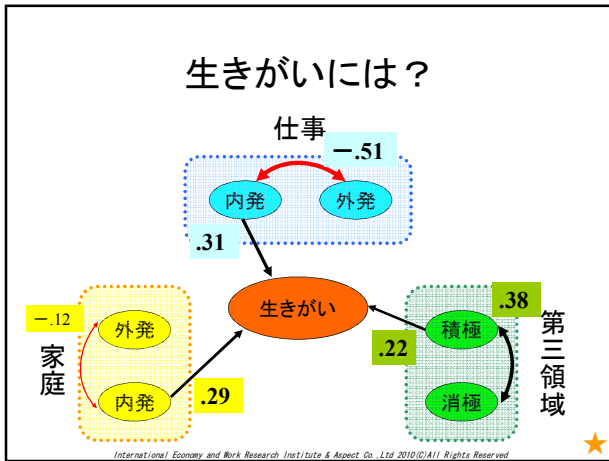 生きがいには？
仕事
－.51
内発
外発
.31
生きがい
－.12
家庭
外発
内発
.29
.38
積極
.22
消極
第三領域
International Economy and Work Research Institute & Aspect Co.,Ltd 2010(C)All Rights Reserved